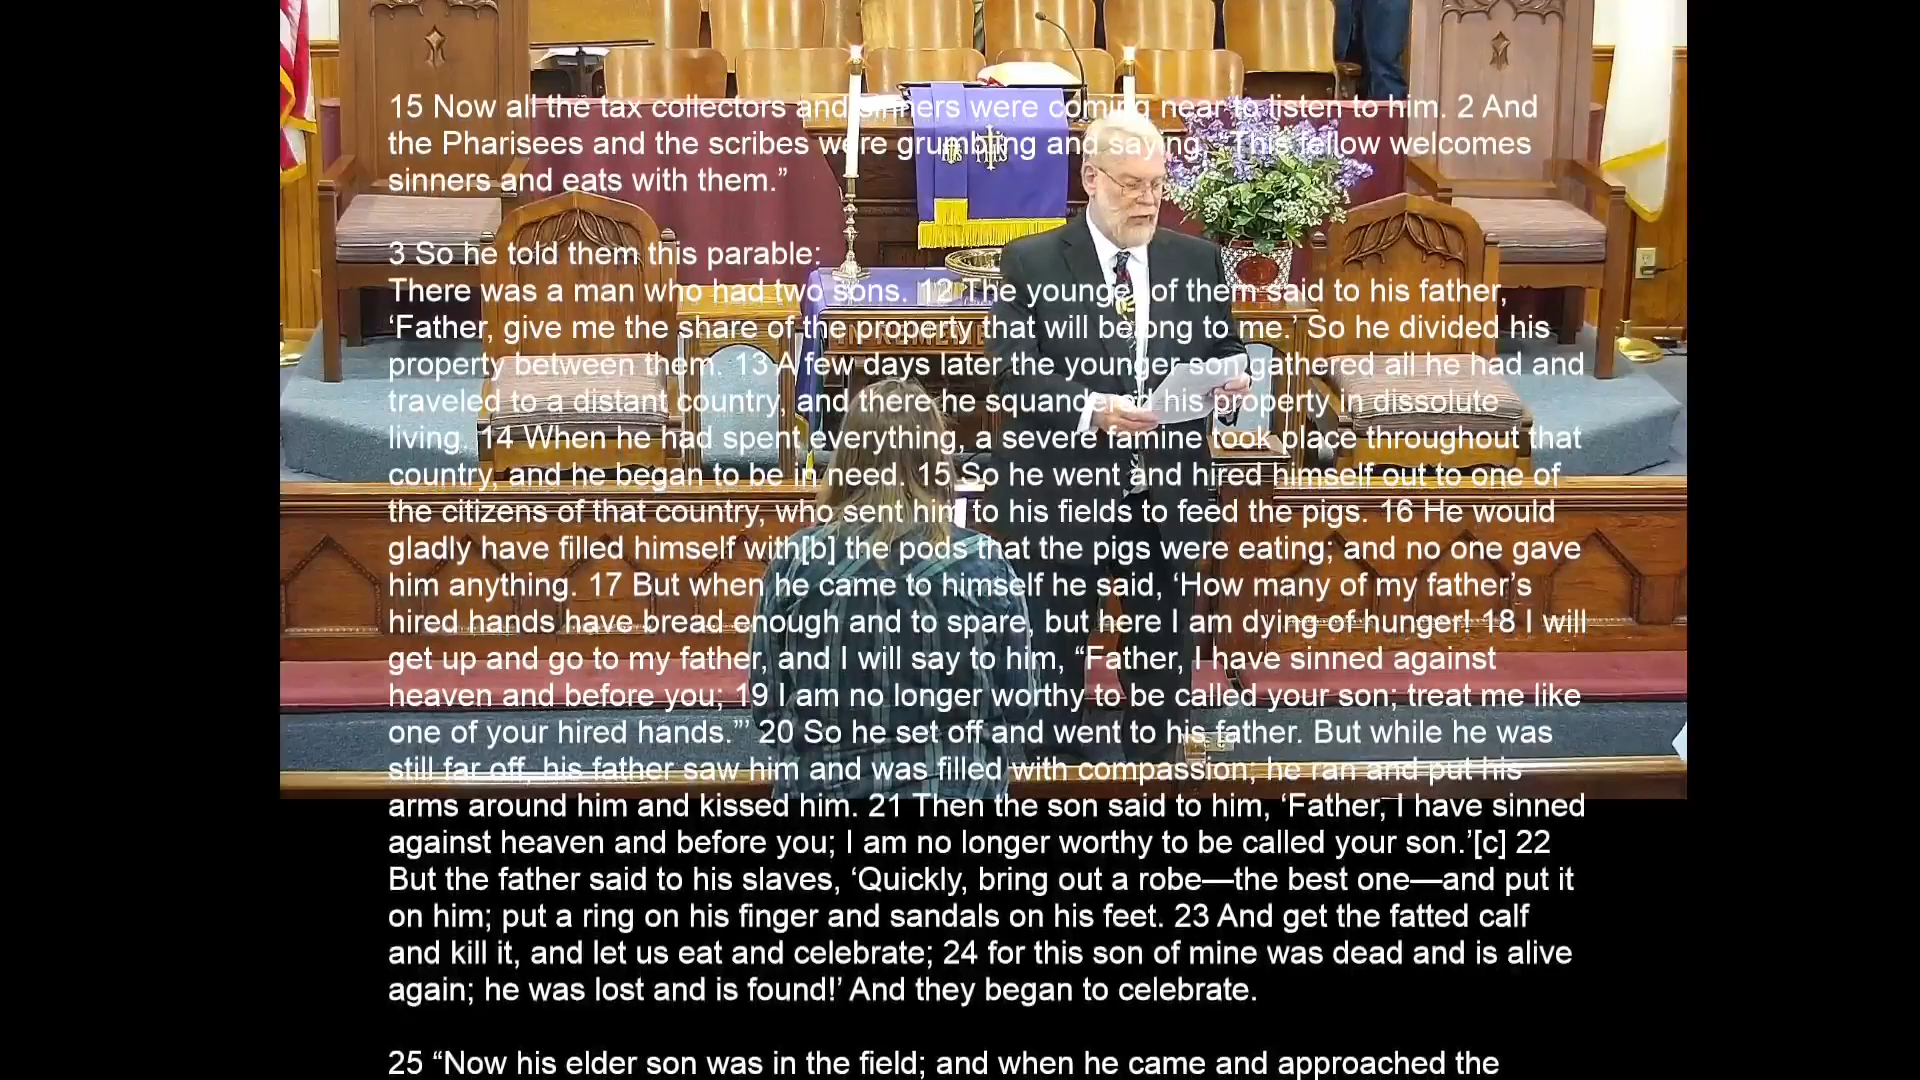 15 Now all the tax collectors and sinners were coming near to listen to him. 2 And
the Pharisees and the scribes were grumbling and saying, “This fellow welcomes
sinners and eats with them.”
3 So he told them this parable:
There was a man who had two sons. 12 The younger of them said to his father,
‘Father, give me the share of the property that will belong to me.’ So he divided his
property between them. 13 A few days later the younger son gathered all he had and
traveled to a distant country, and there he squandered his property in dissolute
living. 14 When he had spent everything, a severe famine took place throughout that
country, and he began to be in need. 15 So he went and hired himself out to one of
the citizens of that country, who sent him to his fields to feed the pigs. 16 He would
gladly have filled himself with[b] the pods that the pigs were eating; and no one gave
him anything. 17 But when he came to himself he said, ‘How many of my father’s
hired hands have bread enough and to spare, but here I am dying of hunger! 18 I will
get up and go to my father, and I will say to him, “Father, I have sinned against
heaven and before you; 19 I am no longer worthy to be called your son; treat me like
one of your hired hands.”’ 20 So he set off and went to his father. But while he was
still far off, his father saw him and was filled with compassion; he ran and put his
arms around him and kissed him. 21 Then the son said to him, ‘Father, I have sinned
against heaven and before you; I am no longer worthy to be called your son.’[c] 22
But the father said to his slaves, ‘Quickly, bring out a robe—the best one—and put it
on him; put a ring on his finger and sandals on his feet. 23 And get the fatted calf
and kill it, and let us eat and celebrate; 24 for this son of mine was dead and is alive
again; he was lost and is found!’ And they began to celebrate.
25 “Now his elder son was in the field; and when he came and approached the